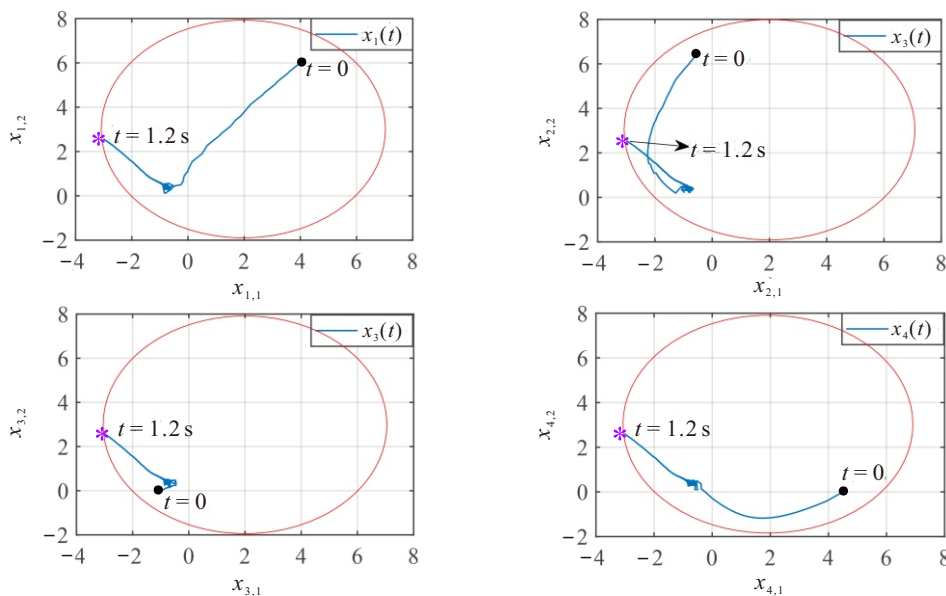 8
x₁(t)
t = 0
6
4
t = 1.2 s
2
0
−2
−4 −2 0 2 4 6 8
x₁,₁
x₁,₂
8
x₃(t)
t = 0
6
4
2
t = 1.2 s
0
−2
−4 −2 0 2 4 6 8
x₂,₁
x₂,₂
8
x₃(t)
6
4
t = 1.2 s
2
0
t = 0
−2
−4 −2 0 2 4 6 8
x₃,₁
x₃,₂
8
x₄(t)
6
4
t = 1.2 s
2
t = 0
0
−2
−4 −2 0 2 4 6 8
x₄,₁
x₄,₂